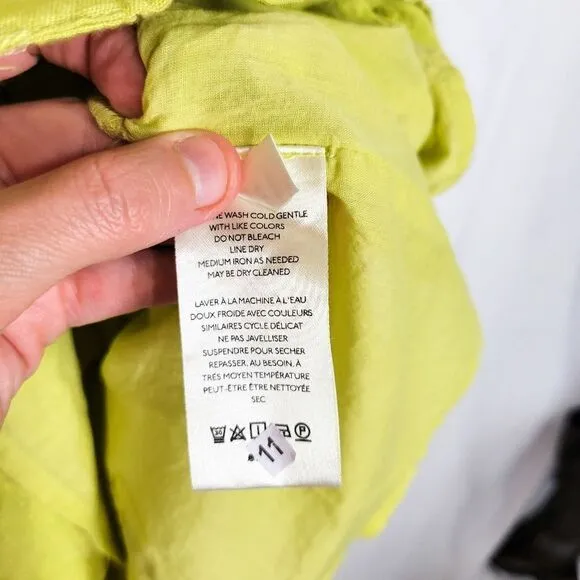 WASH COLD GENTLE
WITH LIKE COLORS
DO NOT BLEACH
LINE DRY
MEDIUM IRON AS NEEDED
MAY BE DRY CLEANED
LAVER À LA MACHINE À L'EAU
DOUX FROIDE AVEC COULEURS
SIMILAIRES CYCLE DÉLICAT
NE PAS JAVELLISER
SUSPENDRE POUR SECHER
REPASSER, AU BESOIN, À
TRÈS MOYEN TEMPÉRATURE
PEUT-ÊTRE ÊTRE NETTOYÉE
SEC
30
P
11